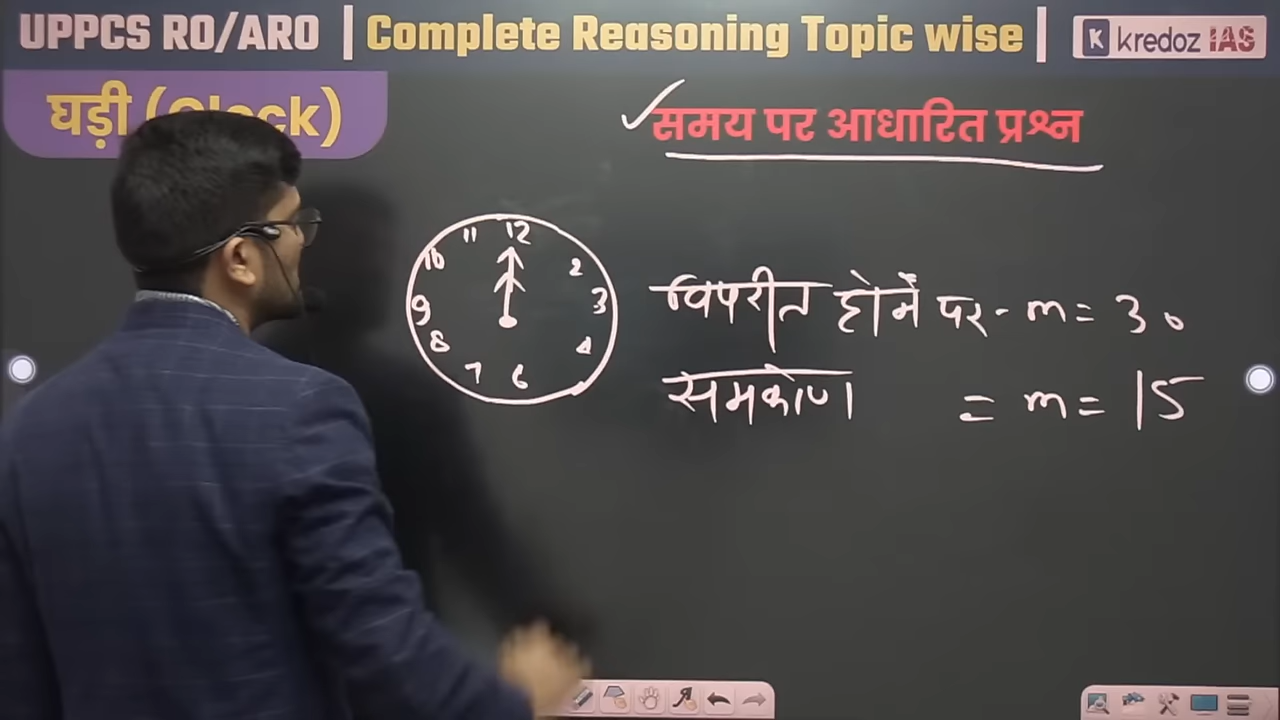 UPPCS RO/ARO | Complete Reasoning Topic wise | K kredoz IAS
घड़ी (Clock)
समय पर आधारित प्रश्न
11 12
10 2
9 3
8 4
7 6
विपरीत होने पर - m = 30
समकोण = m = 15